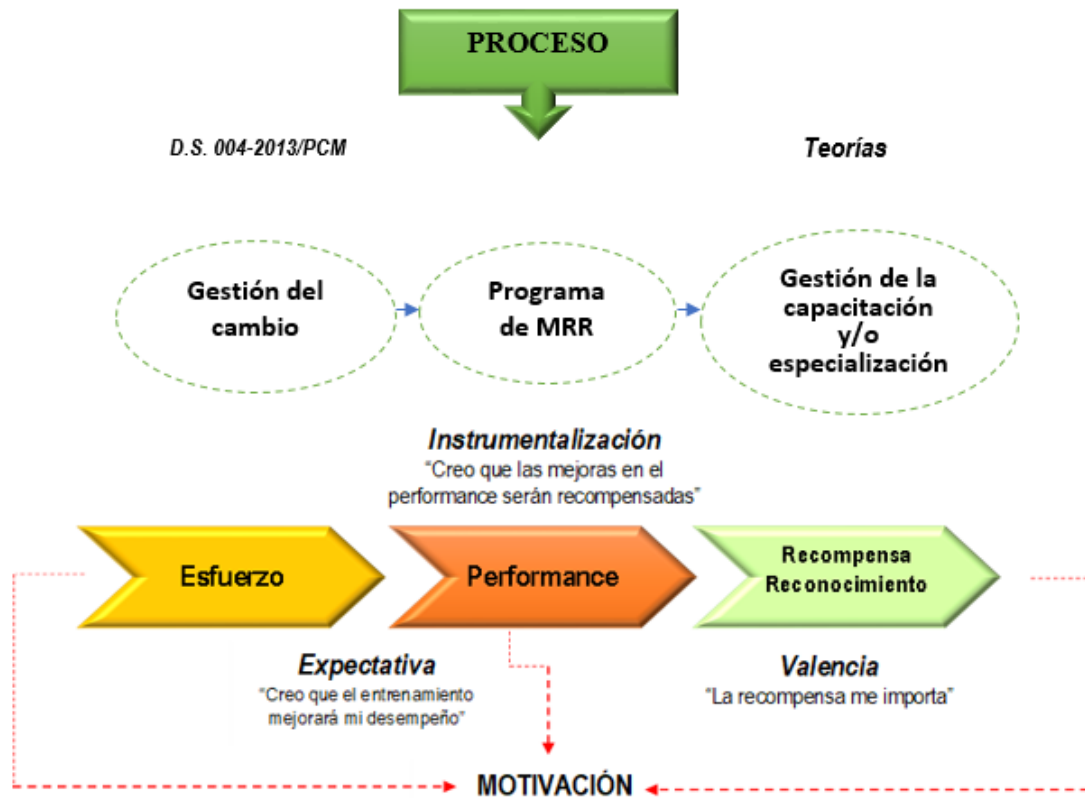 PROCESO
D.S. 004-2013/PCM
Teorías
Gestión del
cambio
Programa
de MRR
Gestión de la
capacitación
y/o
especialización
Instrumentalización
“Creo que las mejoras en el
performance serán recompensadas”
Esfuerzo
Performance
Recompensa
Reconocimiento
Expectativa
“Creo que el entrenamiento
mejorará mi desempeño”
Valencia
“La recompensa me importa”
MOTIVACIÓN